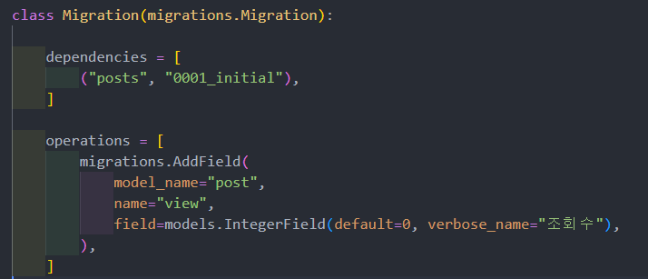 class Migration(migrations.Migration):
dependencies = [
("posts", "0001_initial"),
]
operations = [
migrations.AddField(
model_name="post",
name="view",
field=models.IntegerField(default=0, verbose_name="조회수"),
),
]